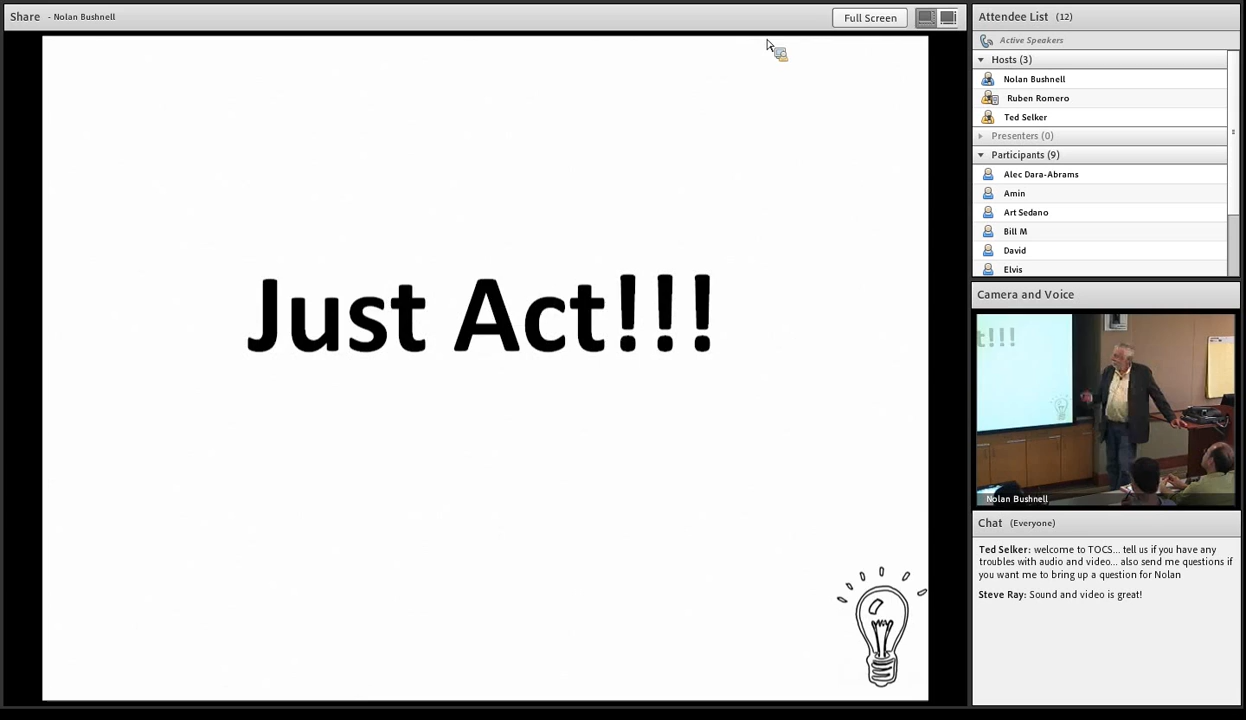 Share - Nolan Bushnell
Full Screen
Just Act!!!
Attendee List (12)
Active Speakers
Hosts (3)
Nolan Bushnell
Ruben Romero
Ted Selker
Presenters (0)
Participants (9)
Alec Dara-Abrams
Amin
Art Sedano
Bill M
David
Elvis
Camera and Voice
t!!!
Nolan Bushnell
Chat (Everyone)
Ted Selker: welcome to TOCS... tell us if you have any
troubles with audio and video... also send me questions if
you want me to bring up a question for Nolan
Steve Ray: Sound and video is great!